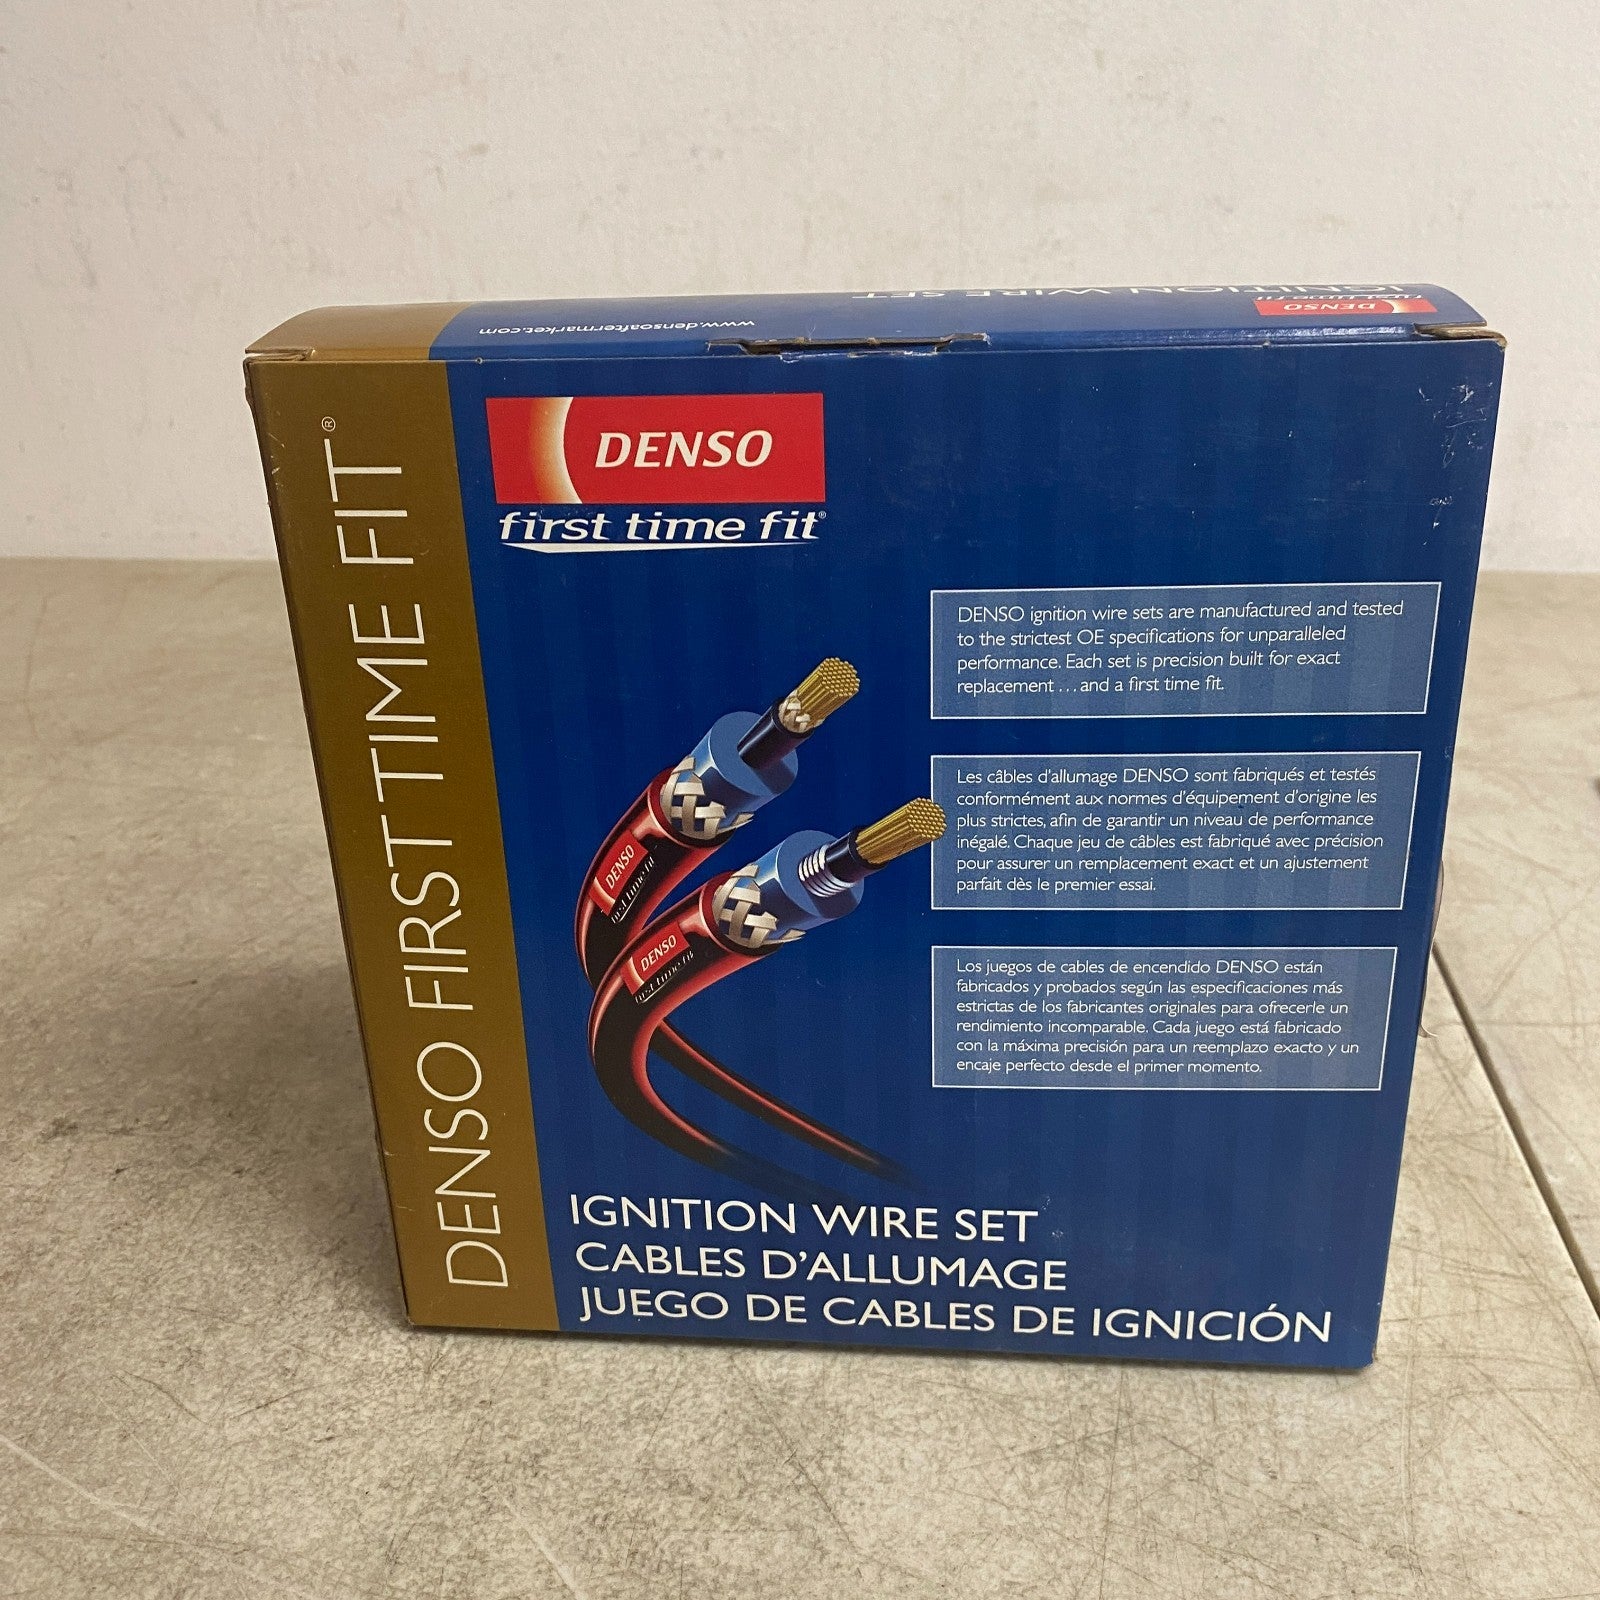 www.densoaftermarket.com
IGNITION WIRE SET
DENSO
first time fit
DENSO FIRST TIME FIT®
DENSO
first time fit®
DENSO ignition wire sets are manufactured and tested
to the strictest OE specifications for unparalleled
performance. Each set is precision built for exact
replacement ... and a first time fit.
Les câbles d'allumage DENSO sont fabriqués et testés
conformément aux normes d'équipement d'origine les
plus strictes, afin de garantir un niveau de performance
inégalé. Chaque jeu de câbles est fabriqué avec précision
pour assurer un remplacement exact et un ajustement
parfait dès le premier essai.
Los juegos de cables de encendido DENSO están
fabricados y probados según las especificaciones más
estrictas de los fabricantes originales para ofrecerle un
rendimiento incomparable. Cada juego está fabricado
con la máxima precisión para un reemplazo exacto y un
encaje perfecto desde el primer momento.
DENSO
first time fit
DENSO
first time fit
IGNITION WIRE SET
CABLES D'ALLUMAGE
JUEGO DE CABLES DE IGNICIÓN